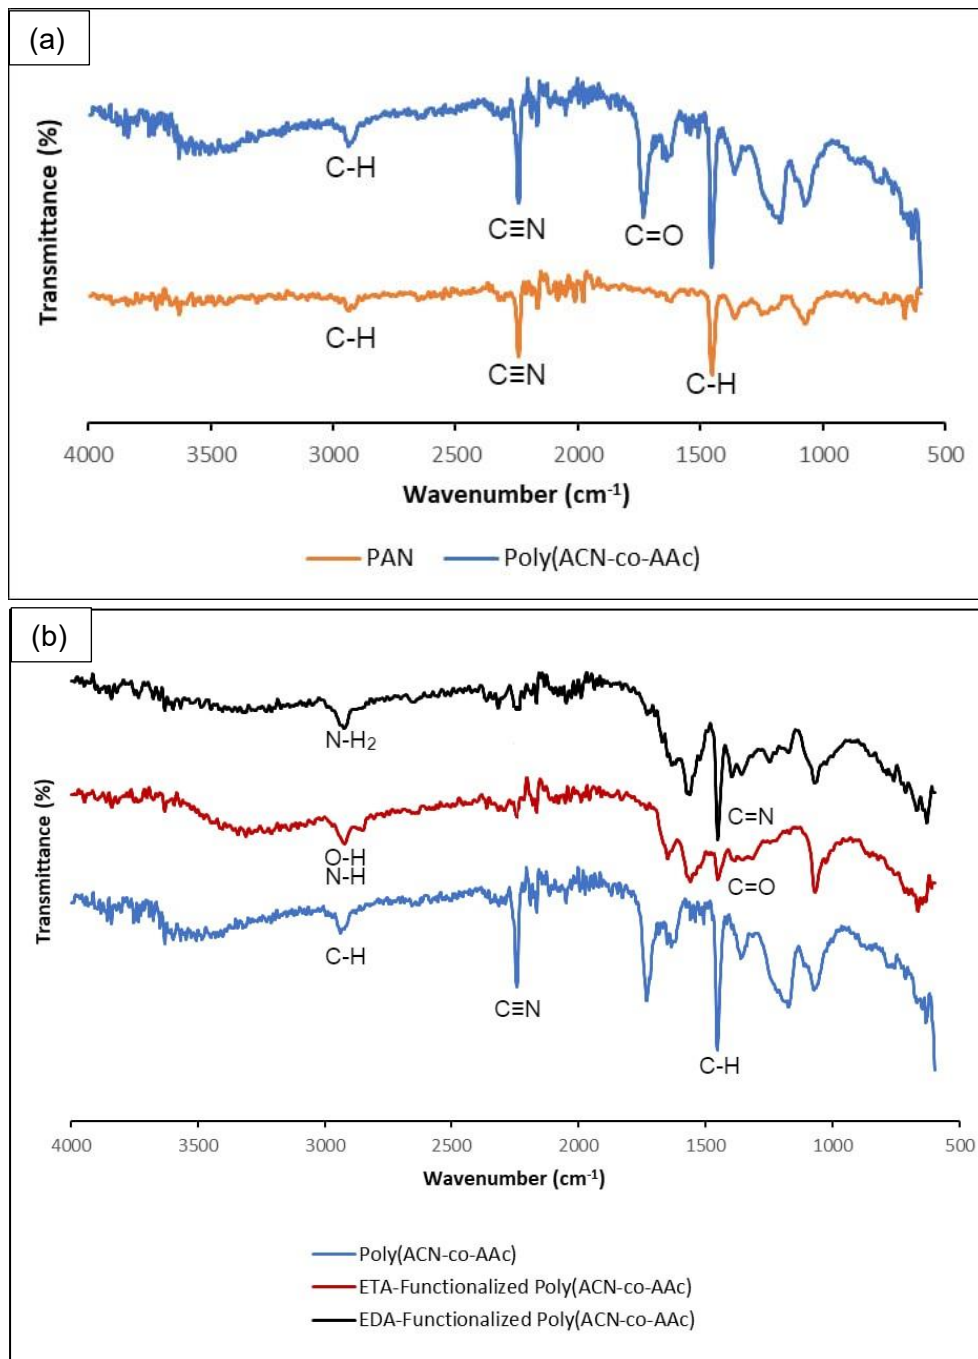 (a)
Transmittance (%)
C-H
C≡N
C=O
C-H
C≡N
C-H
4000 3500 3000 2500 2000 1500 1000 500
Wavenumber (cm⁻¹)
PAN Poly(ACN-co-AAc)
(b)
Transmittance (%)
N-H₂
C=N
O-H
N-H
C=O
C-H
C≡N
C-H
4000 3500 3000 2500 2000 1500 1000 500
Wavenumber (cm⁻¹)
Poly(ACN-co-AAc)
ETA-Functionalized Poly(ACN-co-AAc)
EDA-Functionalized Poly(ACN-co-AAc)